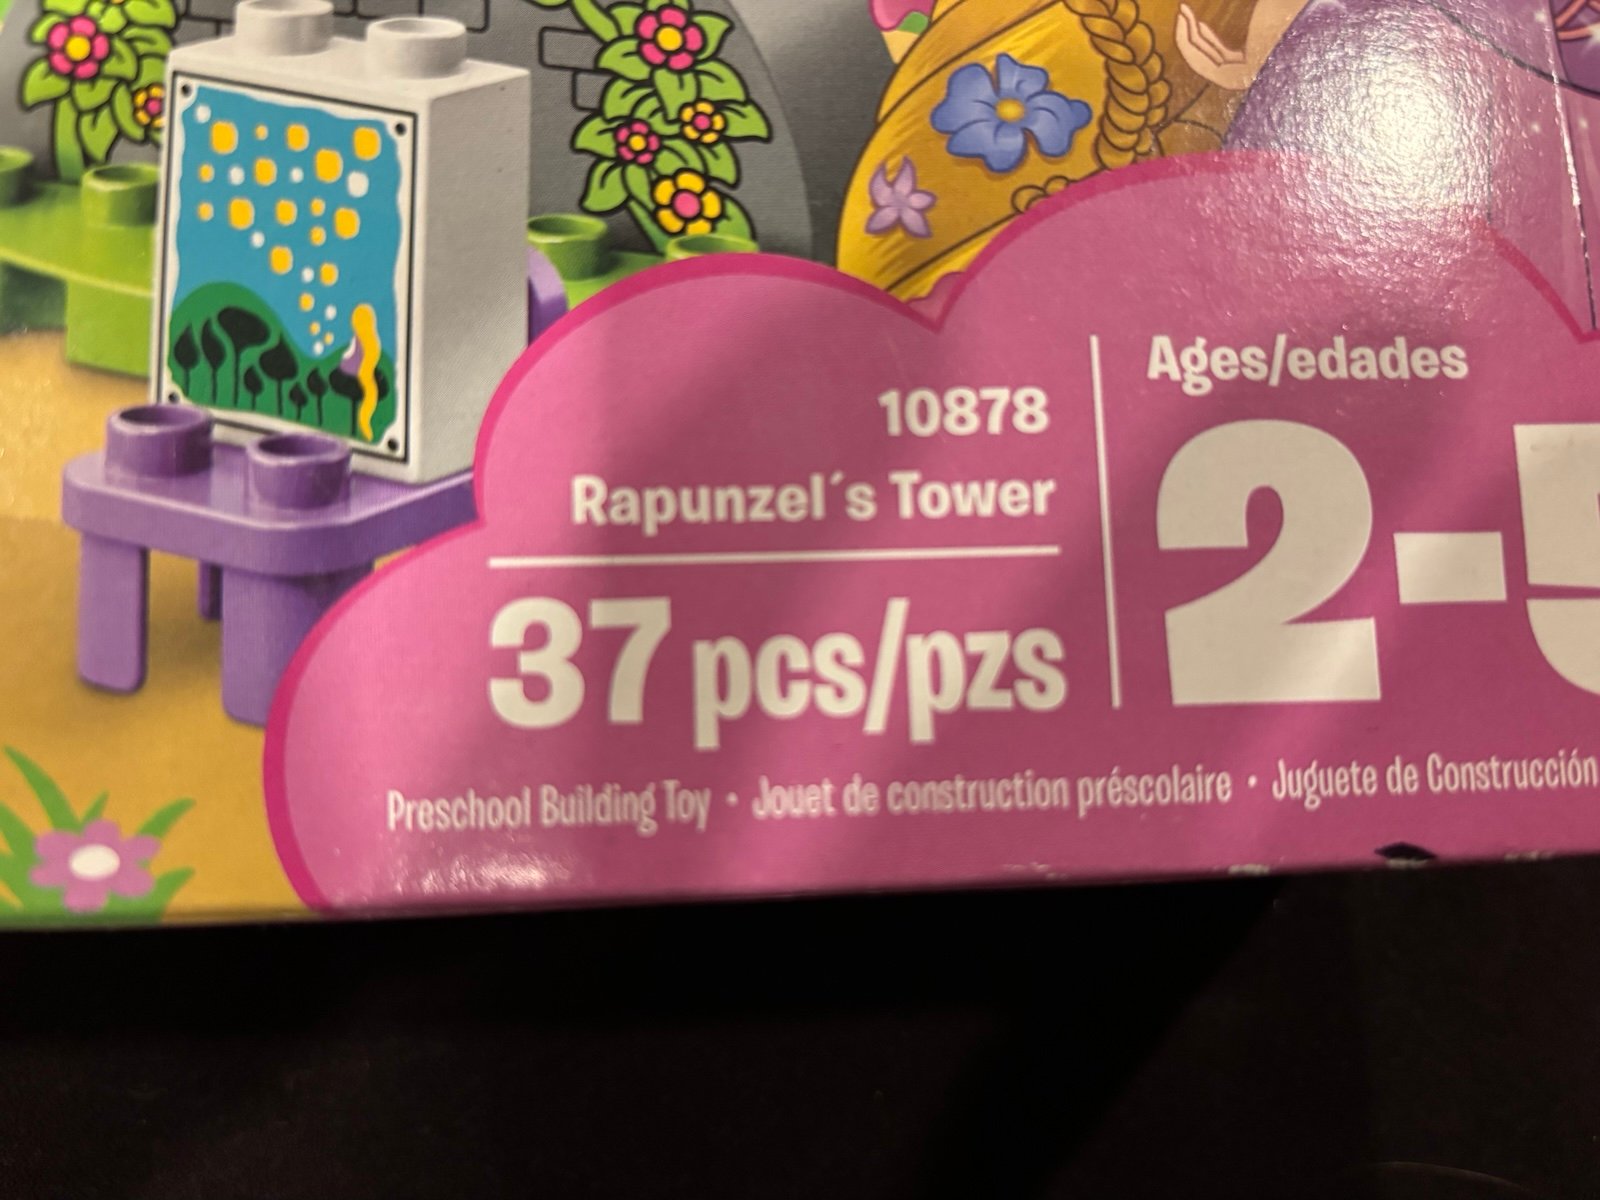 10878
Rapunzel´s Tower
37 pcs/pzs
Ages/edades
2-5
Preschool Building Toy · Jouet de construction préscolaire · Juguete de Construcción